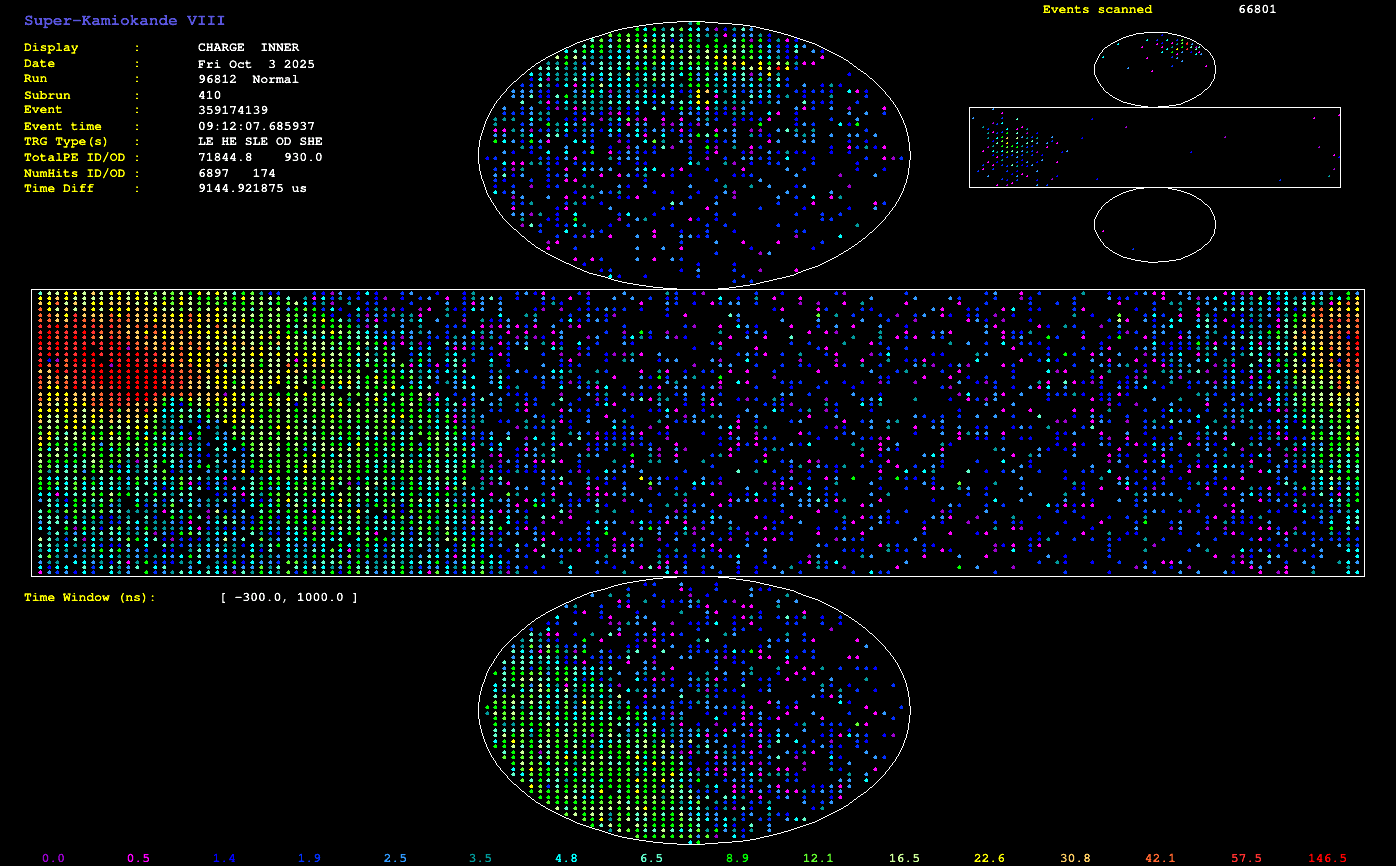 Super-Kamiokande VIII
Events scanned 66801
Display : CHARGE INNER
Date : Fri Oct 3 2025
Run : 96812 Normal
Subrun : 410
Event : 359174139
Event time : 09:12:07.685937
TRG Type(s) : LE HE SLE OD SHE
TotalPE ID/OD : 71844.8 930.0
NumHits ID/OD : 6897 174
Time Diff : 9144.921875 us
Time Window (ns): [ -300.0, 1000.0 ]
0.0 0.5 1.4 1.9 2.5 3.5 4.8 6.5 8.9 12.1 16.5 22.6 30.8 42.1 57.5 146.5